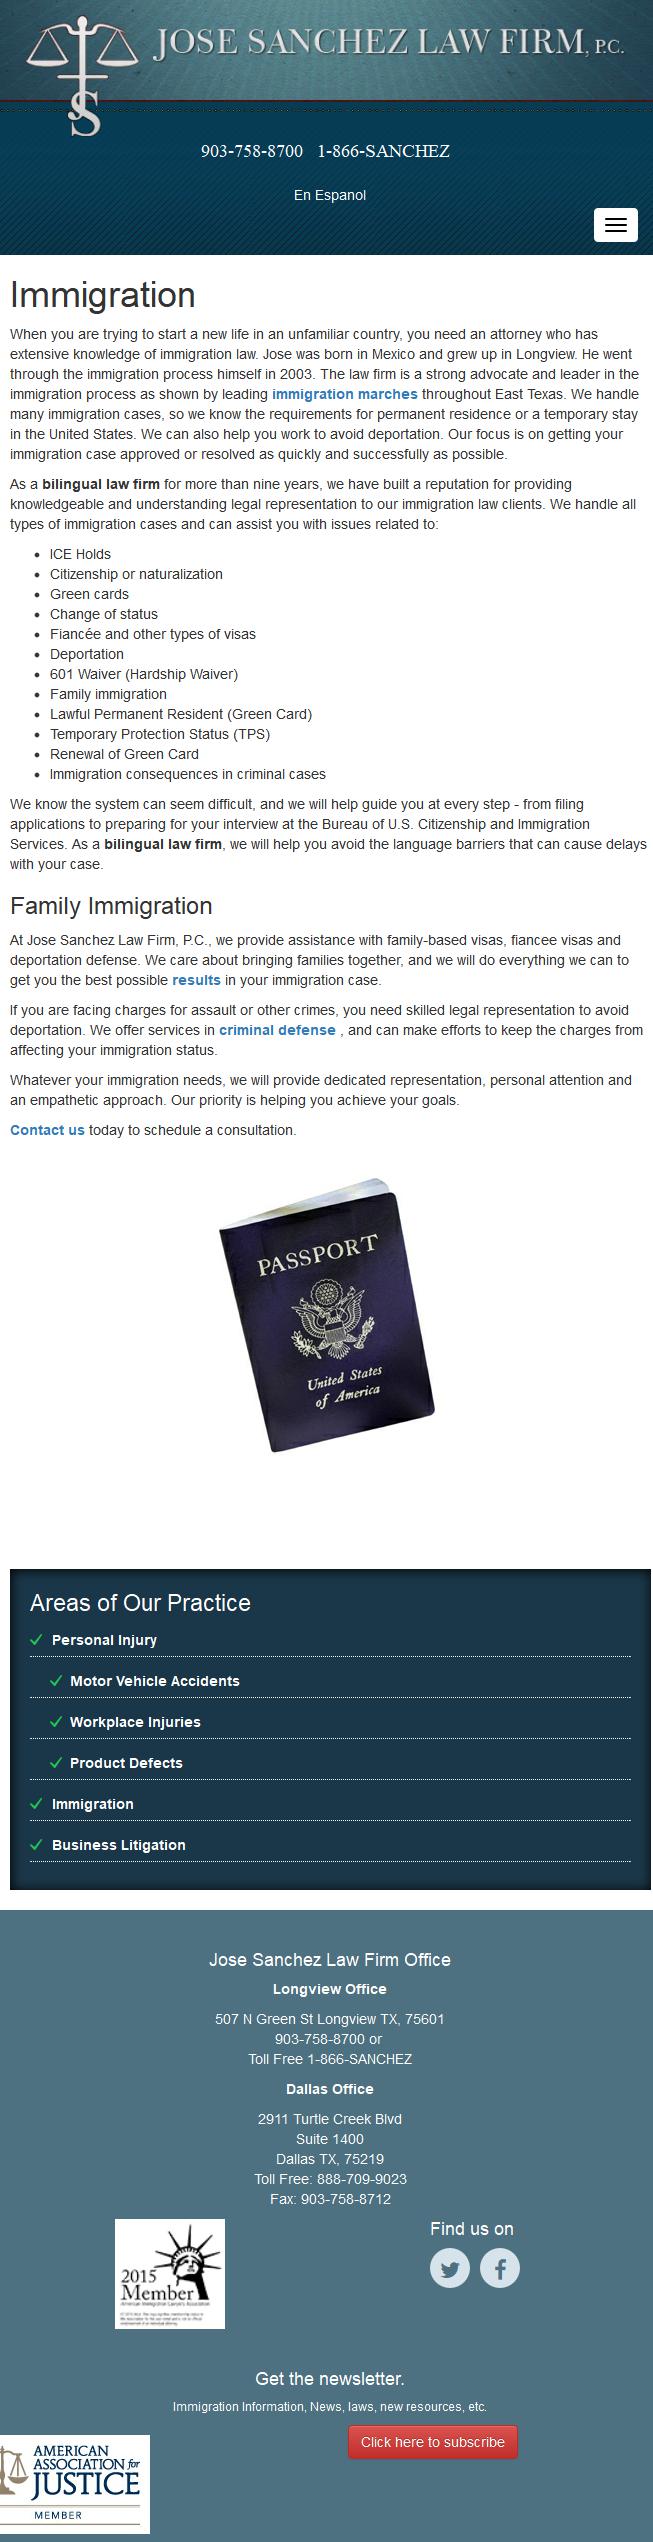 JOSE SANCHEZ LAW FIRM, P.C.
JS
903-758-8700 1-866-SANCHEZ
En Espanol
Immigration
When you are trying to start a new life in an unfamiliar country, you need an attorney who has
extensive knowledge of immigration law. Jose was born in Mexico and grew up in Longview. He went
through the immigration process himself in 2003. The law firm is a strong advocate and leader in the
immigration process as shown by leading immigration marches throughout East Texas. We handle
many immigration cases, so we know the requirements for permanent residence or a temporary stay
in the United States. We can also help you work to avoid deportation. Our focus is on getting your
immigration case approved or resolved as quickly and successfully as possible.
As a bilingual law firm for more than nine years, we have built a reputation for providing
knowledgeable and understanding legal representation to our immigration law clients. We handle all
types of immigration cases and can assist you with issues related to:
• ICE Holds
• Citizenship or naturalization
• Green cards
• Change of status
• Fiancée and other types of visas
• Deportation
• 601 Waiver (Hardship Waiver)
• Family immigration
• Lawful Permanent Resident (Green Card)
• Temporary Protection Status (TPS)
• Renewal of Green Card
• Immigration consequences in criminal cases
We know the system can seem difficult, and we will help guide you at every step - from filing
applications to preparing for your interview at the Bureau of U.S. Citizenship and Immigration
Services. As a bilingual law firm, we will help you avoid the language barriers that can cause delays
with your case.
Family Immigration
At Jose Sanchez Law Firm, P.C., we provide assistance with family-based visas, fiancee visas and
deportation defense. We care about bringing families together, and we will do everything we can to
get you the best possible results in your immigration case.
If you are facing charges for assault or other crimes, you need skilled legal representation to avoid
deportation. We offer services in criminal defense , and can make efforts to keep the charges from
affecting your immigration status.
Whatever your immigration needs, we will provide dedicated representation, personal attention and
an empathetic approach. Our priority is helping you achieve your goals.
Contact us today to schedule a consultation.
PASSPORT
United States
of America
Areas of Our Practice
Personal Injury
Motor Vehicle Accidents
Workplace Injuries
Product Defects
Immigration
Business Litigation
Jose Sanchez Law Firm Office
Longview Office
507 N Green St Longview TX, 75601
903-758-8700 or
Toll Free 1-866-SANCHEZ
Dallas Office
2911 Turtle Creek Blvd
Suite 1400
Dallas TX, 75219
Toll Free: 888-709-9023
Fax: 903-758-8712
2015
Member
American Immigration Lawyers Association
Find us on
Get the newsletter.
Immigration Information, News, laws, new resources, etc.
Click here to subscribe
AMERICAN
ASSOCIATION for
JUSTICE
MEMBER